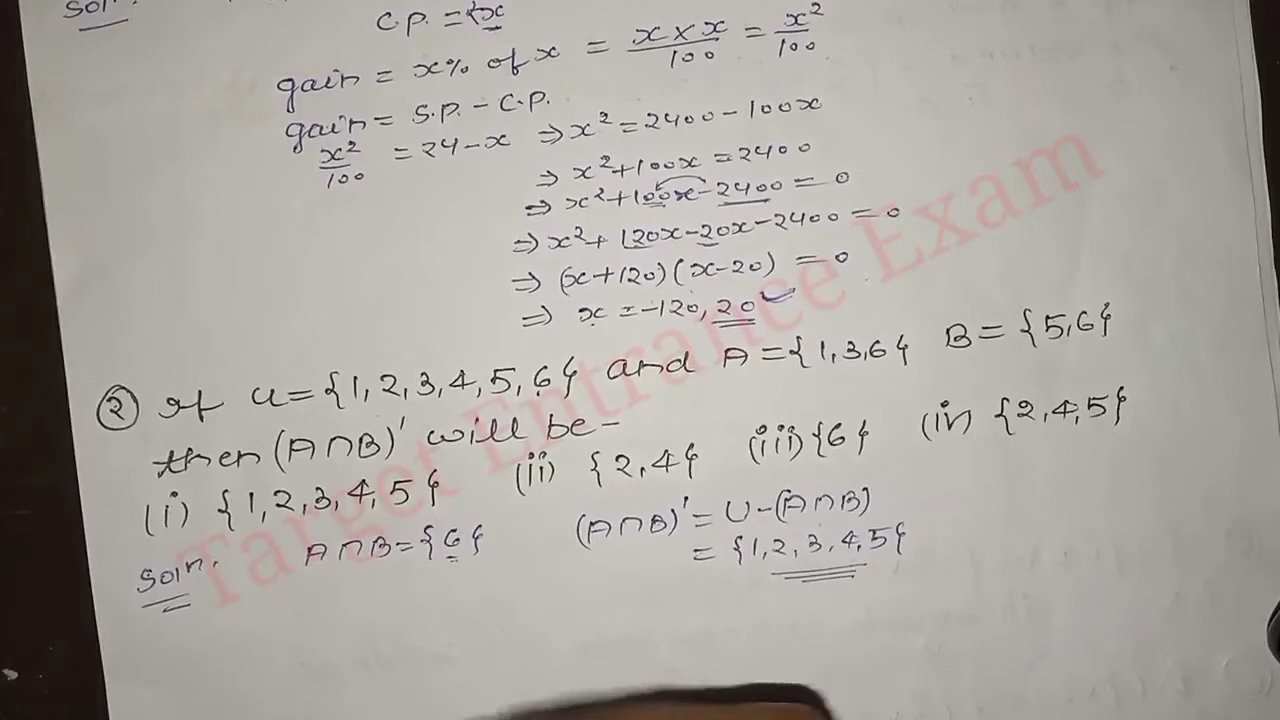 Soln.
C.P. = ₹x
gain = x% of x = x × x / 100 = x²/100
gain = S.P. - C.P.
x²/100 = 24 - x ⇒ x² = 2400 - 100x
⇒ x² + 100x = 2400
⇒ x² + 100x - 2400 = 0
⇒ x² + 120x - 20x - 2400 = 0
⇒ (x + 120) (x - 20) = 0
⇒ x = -120, 20
② If U = {1, 2, 3, 4, 5, 6} and A = {1, 3, 6} B = {5, 6}
then (A∩B)' will be -
(i) {1, 2, 3, 4, 5} (ii) {2, 4} (iii) {6} (iv) {2, 4, 5}
Soln. A∩B = {6} (A∩B)' = U - (A∩B)
= {1, 2, 3, 4, 5}
Target Entrance Exam